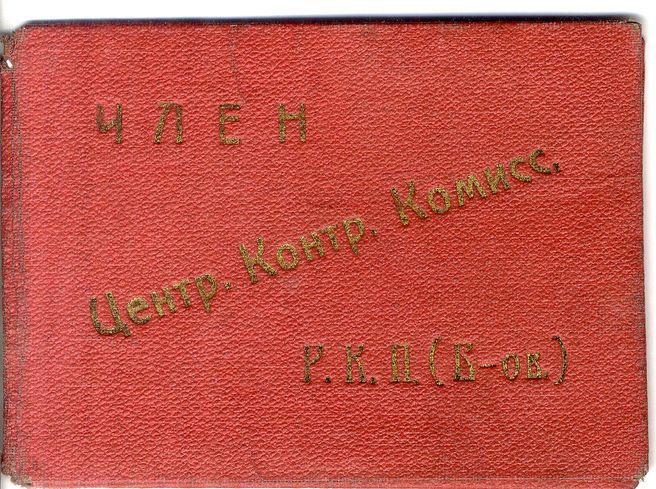 ЧЛЕН
Центр. Контр. Комисс.
Р. К. П. (Б-ов.)